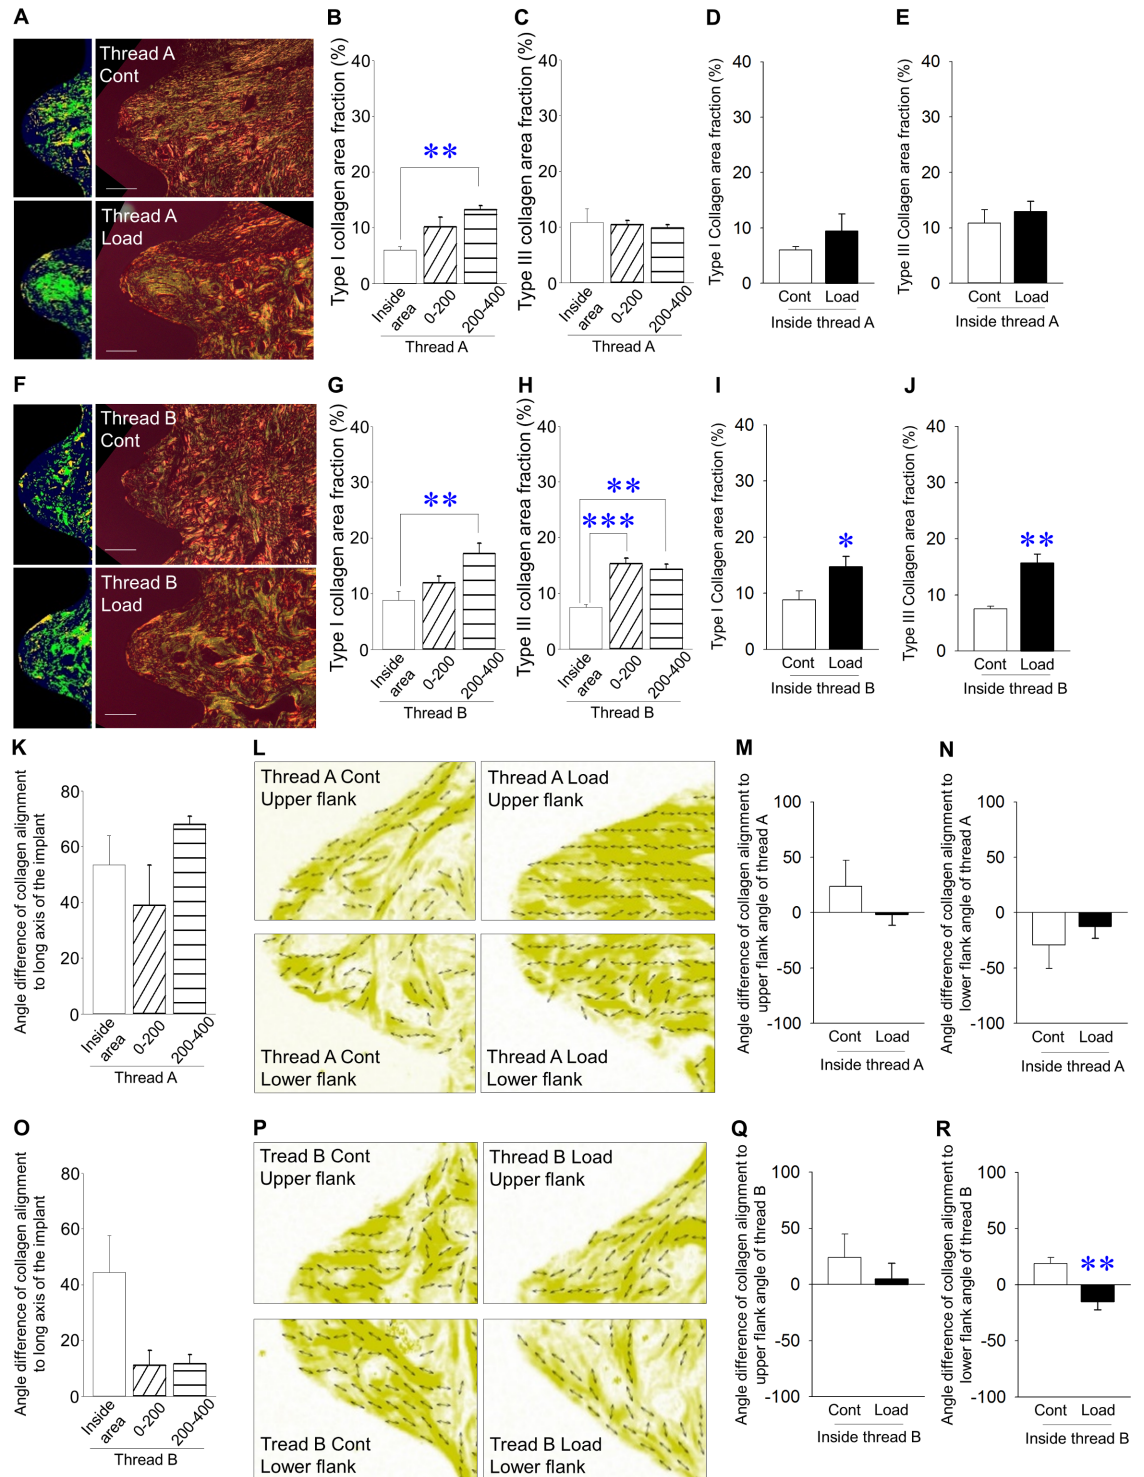 A
Thread A
Cont
Thread A
Load
B
Type I collagen area fraction (%)
40
30
20
10
0
**
Inside
area
0-200
200-400
Thread A
C
Type III collagen area fraction (%)
40
30
20
10
0
Inside
area
0-200
200-400
Thread A
D
Type I Collagen area fraction (%)
40
30
20
10
0
Cont Load
Inside thread A
E
Type III Collagen area fraction (%)
40
30
20
10
0
Cont Load
Inside thread A
F
Thread B
Cont
Thread B
Load
G
Type I collagen area fraction (%)
40
30
20
10
0
**
Inside
area
0-200
200-400
Thread B
H
Type III collagen area fraction (%)
40
30
20
10
0
**
***
Inside
area
0-200
200-400
Thread B
I
Type I Collagen area fraction (%)
40
30
20
10
0
*
Cont Load
Inside thread B
J
Type III Collagen area fraction (%)
40
30
20
10
0
**
Cont Load
Inside thread B
K
Angle difference of collagen alignment
to long axis of the implant
80
60
40
20
0
Inside
area
0-200
200-400
Thread A
L
Thread A Cont
Upper flank
Thread A Load
Upper flank
Thread A Cont
Lower flank
Thread A Load
Lower flank
M
Angle difference of collagen alignment to
upper flank angle of thread A
100
50
0
-50
-100
Cont Load
Inside thread A
N
Angle difference of collagen alignment to
lower flank angle of thread A
100
50
0
-50
-100
Cont Load
Inside thread A
O
Angle difference of collagen alignment
to long axis of the implant
80
60
40
20
0
Inside
area
0-200
200-400
Thread B
P
Tread B Cont
Upper flank
Thread B Load
Upper flank
Tread B Cont
Lower flank
Tread B Load
Lower flank
Q
Angle difference of collagen alignment to
upper flank angle of thread B
100
50
0
-50
-100
Cont Load
Inside thread B
R
Angle difference of collagen alignment to
lower flank angle of thread B
100
50
0
-50
-100
**
Cont Load
Inside thread B